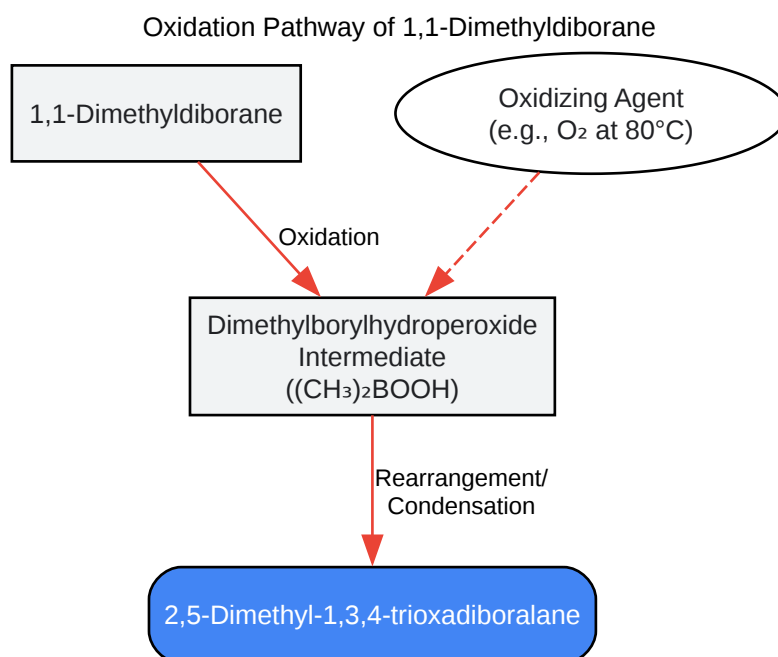 Oxidation Pathway of 1,1-Dimethyldiborane
1,1-Dimethyldiborane
Oxidizing Agent
(e.g., O₂ at 80°C)
Oxidation
Dimethylborylhydroperoxide
Intermediate
((CH₃)₂BOOH)
Rearrangement/
Condensation
2,5-Dimethyl-1,3,4-trioxadiboralane